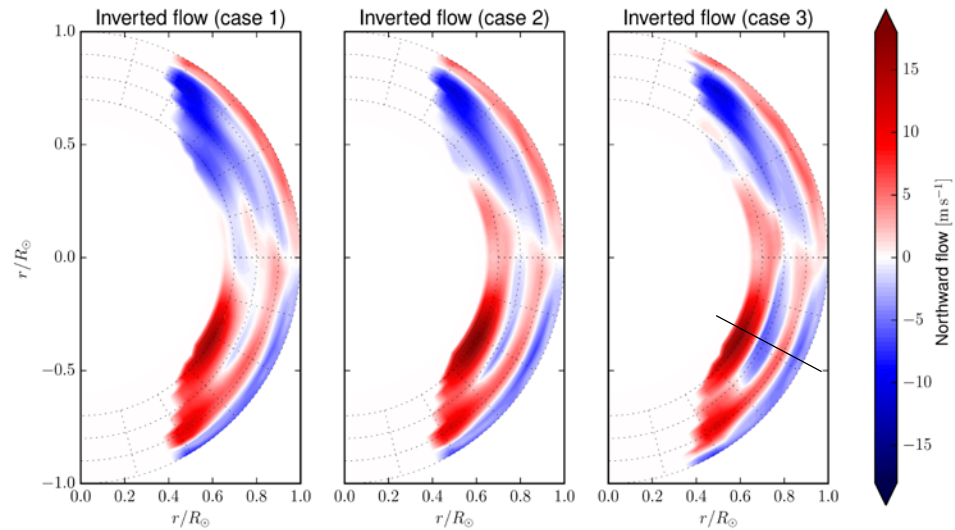 Inverted flow (case 1) Inverted flow (case 2) Inverted flow (case 3)
1.0
0.5
0.0
−0.5
−1.0
r/R⊙
0.0 0.2 0.4 0.6 0.8 1.0
r/R⊙
0.0 0.2 0.4 0.6 0.8 1.0
r/R⊙
0.0 0.2 0.4 0.6 0.8 1.0
r/R⊙
15
10
5
0
−5
−10
−15
Northward flow [m s⁻¹]